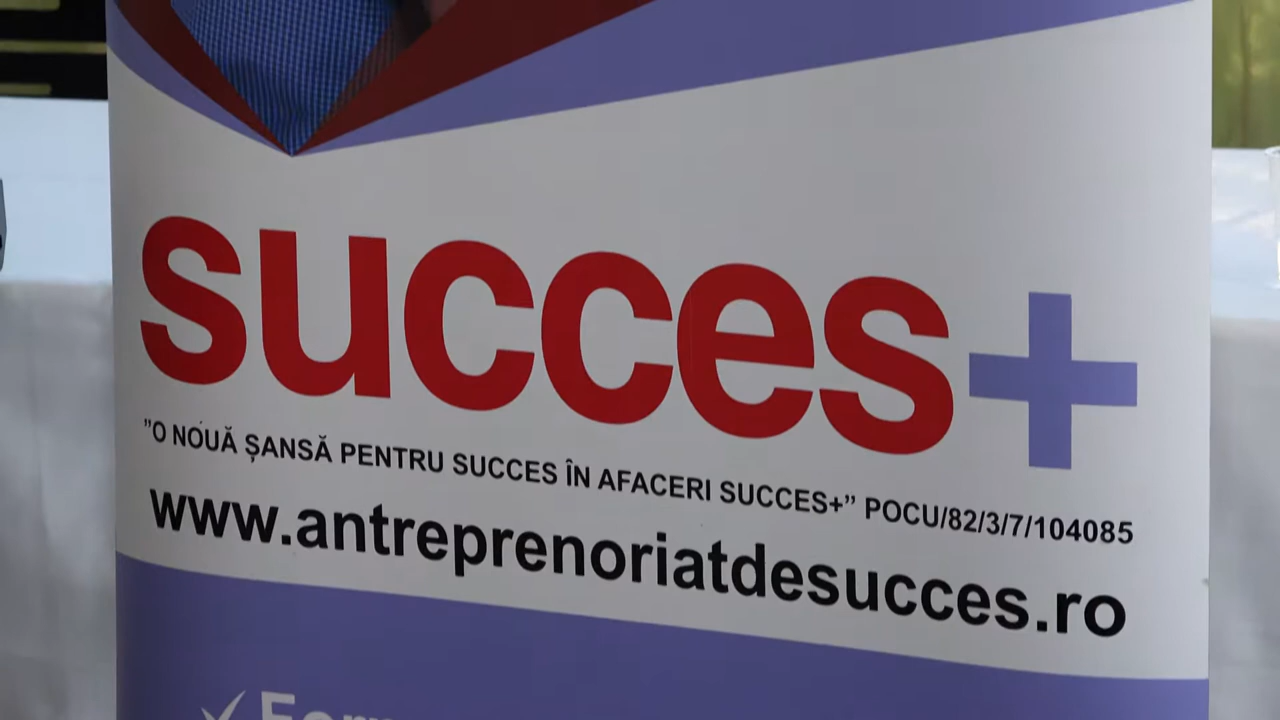 succes+
”O NOUĂ ȘANSĂ PENTRU SUCCES ÎN AFACERI SUCCES+” POCU/82/3/7/104085
www.antreprenoriatdesucces.ro